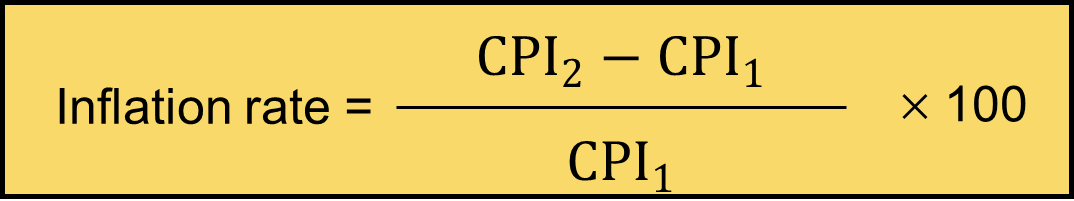 Inflation rate = CPI₂ − CPI₁ / CPI₁ × 100